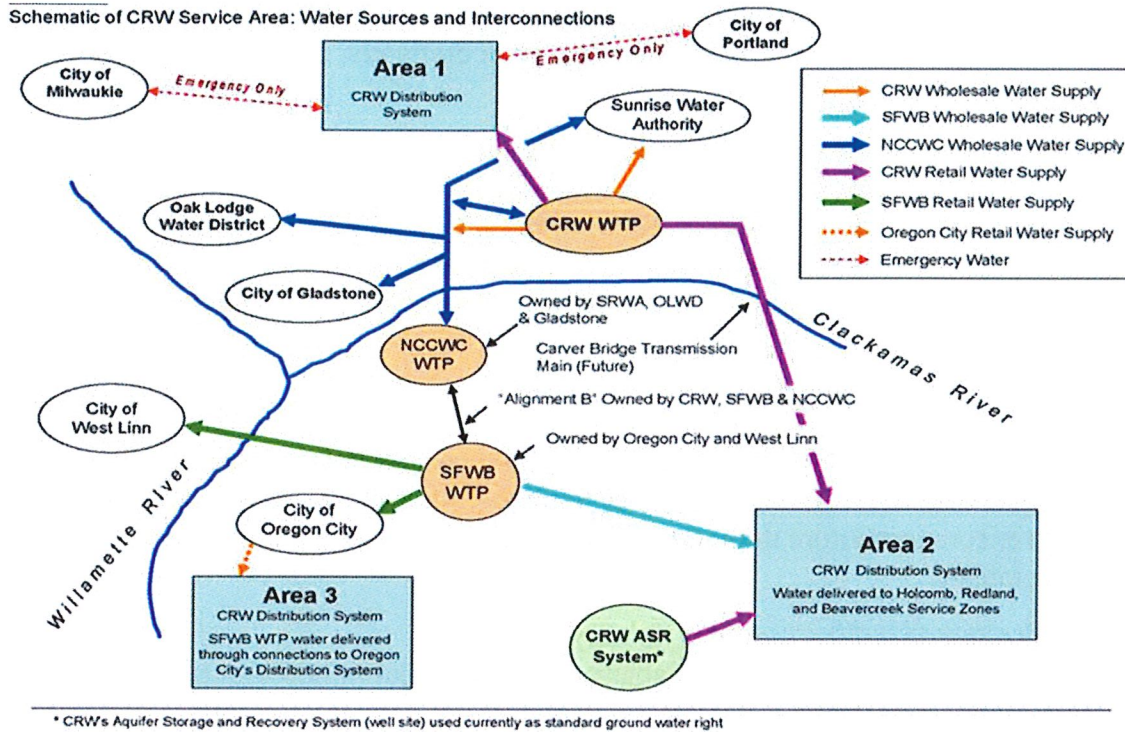 Schematic of CRW Service Area: Water Sources and Interconnections
City of
Portland
Emergency Only
Area 1
CRW Distribution
System
Emergency Only
City of
Milwaukie
Sunrise Water
Authority
CRW Wholesale Water Supply
SFWB Wholesale Water Supply
NCCWC Wholesale Water Supply
CRW Retail Water Supply
SFWB Retail Water Supply
Oregon City Retail Water Supply
Emergency Water
Oak Lodge
Water District
CRW WTP
City of Gladstone
Owned by SRWA, OLWD
& Gladstone
NCCWC
WTP
Carver Bridge Transmission
Main (Future)
Clackamas River
"Alignment B" Owned by CRW, SFWB & NCCWC
City of
West Linn
Owned by Oregon City and West Linn
SFWB
WTP
Willamette River
City of
Oregon City
Area 2
CRW Distribution System
Water delivered to Holcomb, Redland,
and Beavercreek Service Zones
Area 3
CRW Distribution System
SFWB WTP water delivered
through connections to Oregon
City's Distribution System
CRW ASR
System*
* CRW's Aquifer Storage and Recovery System (well site) used currently as standard ground water right